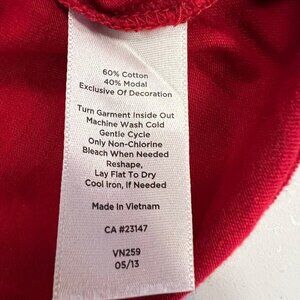 60% Cotton
40% Modal
Exclusive Of Decoration
Turn Garment Inside Out
Machine Wash Cold
Gentle Cycle
Only Non-Chlorine
Bleach When Needed
Reshape,
Lay Flat To Dry
Cool Iron, If Needed
Made In Vietnam
CA #23147
VN259
05/13